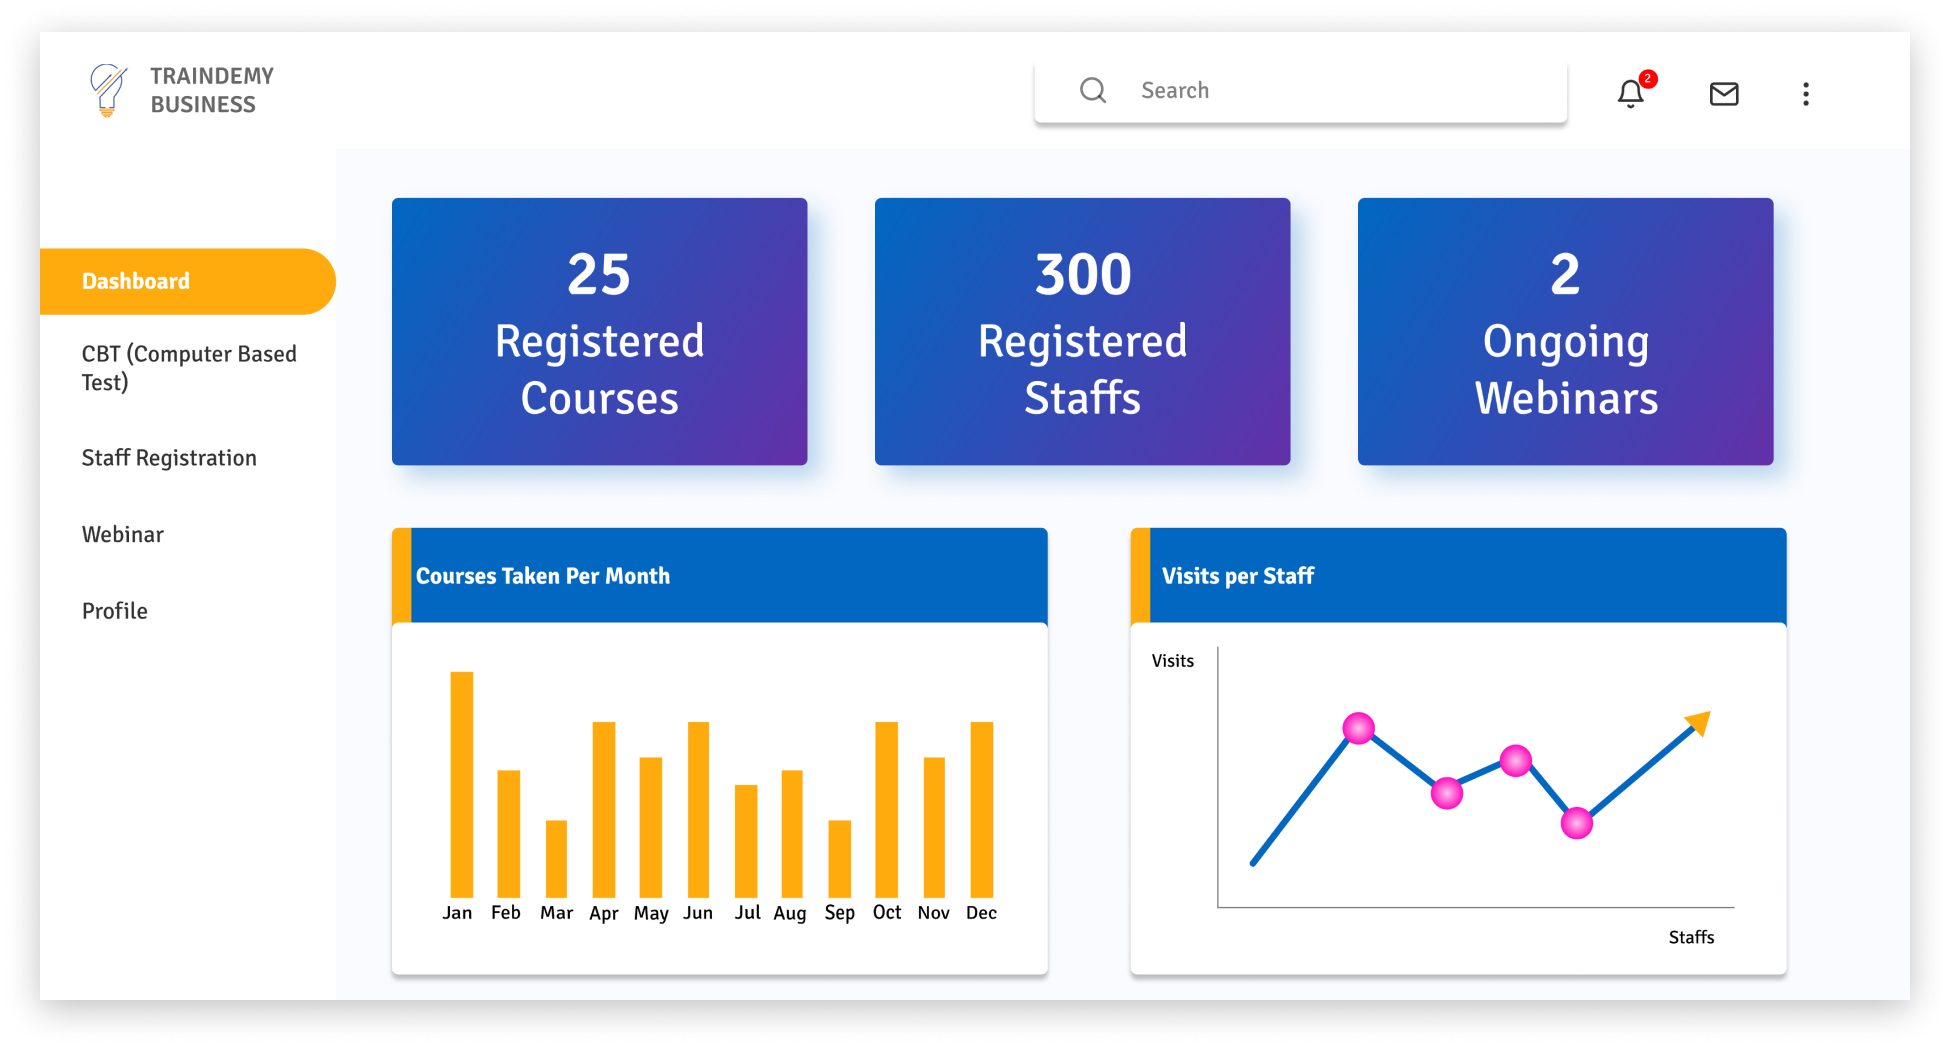 TRAINDEMY
BUSINESS
Search
2
Dashboard
CBT (Computer Based
Test)
Staff Registration
Webinar
Profile
25
Registered
Courses
300
Registered
Staffs
2
Ongoing
Webinars
Courses Taken Per Month
Jan Feb Mar Apr May Jun Jul Aug Sep Oct Nov Dec
Visits per Staff
Visits
Staffs